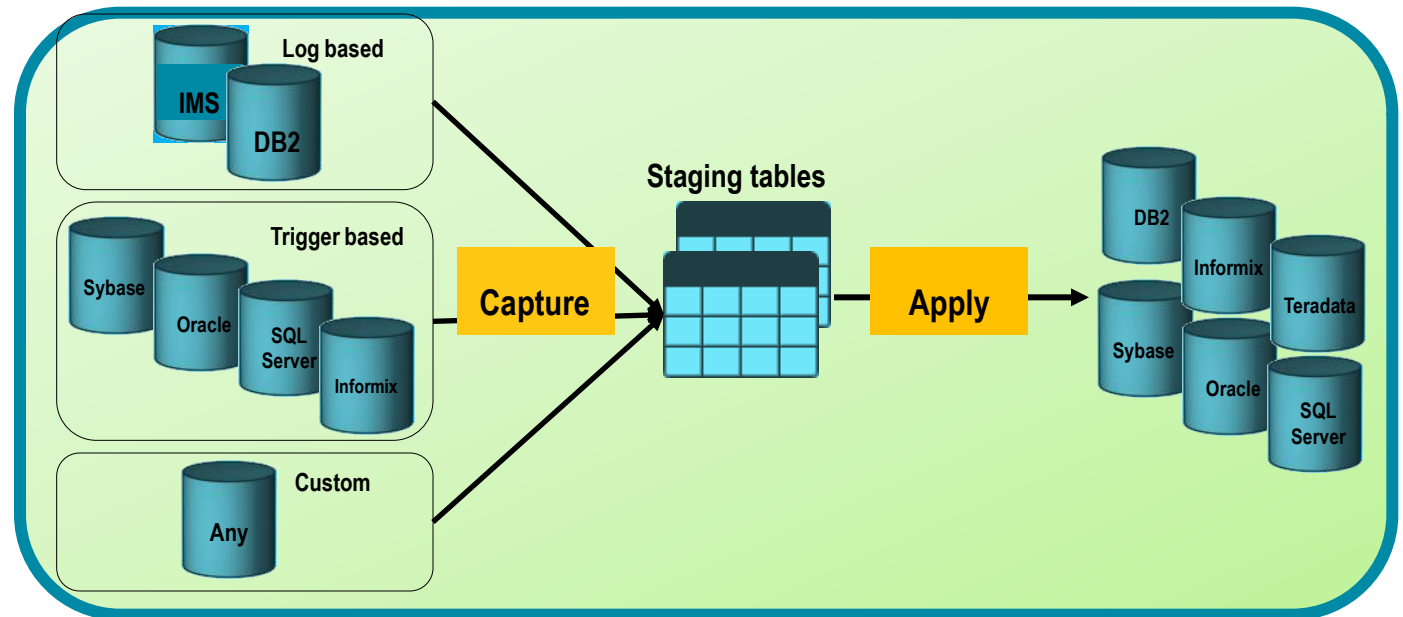 Log based
IMS
DB2
Trigger based
Sybase
Oracle
SQL
Server
Informix
Custom
Any
Capture
Staging tables
Apply
DB2
Informix
Teradata
Sybase
Oracle
SQL
Server